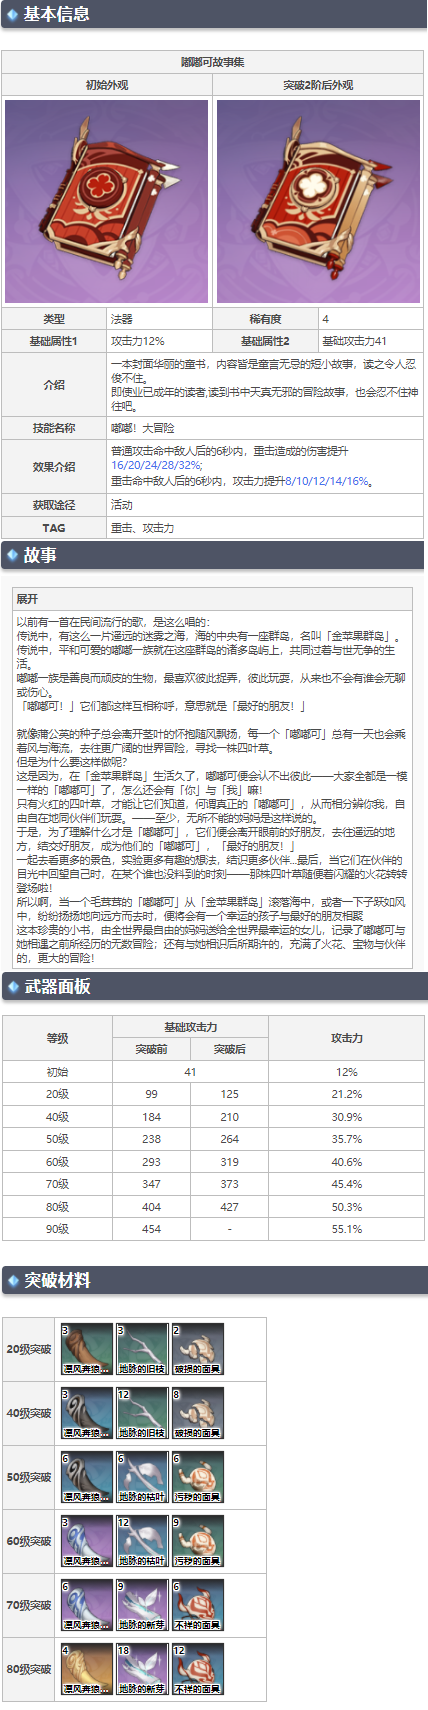 基本信息
嘟嘟可故事集
初始外观 突破2阶后外观
类型 法器 稀有度 4
基础属性1 攻击力12% 基础属性2 基础攻击力41
介绍
一本封面华丽的童书，内容皆是童言无忌的短小故事，读之令人忍
俊不住。
即使业已成年的读者,读到书中天真无邪的冒险故事，也会忍不住神
往吧。
技能名称 嘟嘟！大冒险
效果介绍
普通攻击命中敌人后的6秒内，重击造成的伤害提升
16/20/24/28/32%;
重击命中敌人后的6秒内，攻击力提升8/10/12/14/16%。
获取途径 活动
TAG 重击、攻击力
故事
展开
以前有一首在民间流行的歌，是这么唱的：
传说中，有这么一片遥远的迷雾之海，海的中央有一座群岛，名叫「金苹果群岛」。
传说中，平和可爱的嘟嘟一族就在这座群岛的诸多岛屿上，共同过着与世无争的生
活。
嘟嘟一族是善良而顽皮的生物，最喜欢彼此捉弄，彼此玩耍，从来也不会有谁会无聊
或伤心。
「嘟嘟可！」它们都这样互相称呼，意思就是「最好的朋友！」
就像蒲公英的种子总会离开茎叶的怀抱随风飘扬，每一个「嘟嘟可」总有一天也会乘
着风与海流，去往更广阔的世界冒险，寻找一株四叶草。
但是为什么要这样做呢？
这是因为，在「金苹果群岛」生活久了，嘟嘟可便会认不出彼此——大家全都是一模
一样的「嘟嘟可」了，怎么还会有「你」与「我」嘛！
只有火红的四叶草，才能让它们知道，何谓真正的「嘟嘟可」，从而相分辨你我，自
由自在地同伙伴们玩耍。——至少，无所不能的妈妈是这样说的。
于是，为了理解什么才是「嘟嘟可」，它们便会离开眼前的好朋友，去往遥远的地
方，结交好朋友，成为他们的「嘟嘟可」，「最好的朋友！」
一起去看更多的景色，实验更多有趣的想法，结识更多伙伴...最后，当它们在伙伴的
目光中回望自己时，在某个谁也没料到的时刻——那株四叶草随便着闪耀的火花转转
登场啦！
所以啊，当一个毛茸茸的「嘟嘟可」从「金苹果群岛」滚落海中，或者一下子跃如风
中，纷纷扬扬地向远方而去时，便将会有一个幸运的孩子与最好的朋友相聚
这本珍贵的小书，由全世界最自由的妈妈送给全世界最幸运的女儿，记录了嘟嘟可与
她相遇之前所经历的无数冒险；还有与她相识后所期许的，充满了火花、宝物与伙伴
的，更大的冒险！
武器面板
等级 基础攻击力 攻击力
突破前 突破后
初始 41 12%
20级 99 125 21.2%
40级 184 210 30.9%
50级 238 264 35.7%
60级 293 319 40.6%
70级 347 373 45.4%
80级 404 427 50.3%
90级 454 - 55.1%
突破材料
20级突破 3 漂风奔狼... 3 地脉的旧枝 2 破损的面具
40级突破 3 漂风奔狼... 12 地脉的旧枝 8 破损的面具
50级突破 6 漂风奔狼... 6 地脉的枯叶 6 污秽的面具
60级突破 3 漂风奔狼... 12 地脉的枯叶 9 污秽的面具
70级突破 6 漂风奔狼... 9 地脉的新芽 6 不祥的面具
80级突破 4 漂风奔狼... 18 地脉的新芽 12 不祥的面具